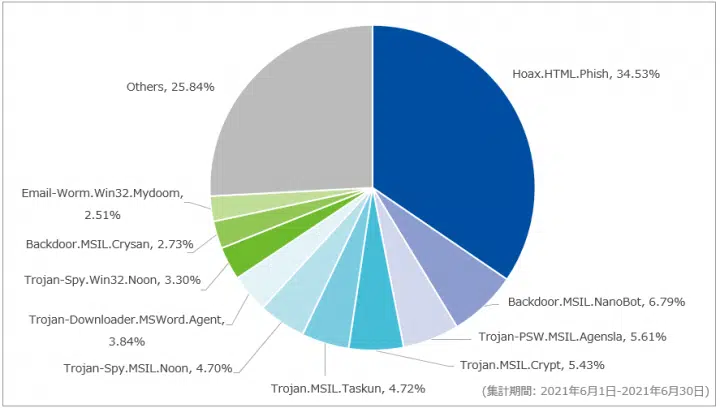 Hoax.HTML.Phish, 34.53%
Others, 25.84%
Email-Worm.Win32.Mydoom,
2.51%
Backdoor.MSIL.Crysan, 2.73%
Trojan-Spy.Win32.Noon, 3.30%
Trojan-Downloader.MSWord.Agent,
3.84%
Trojan-Spy.MSIL.Noon, 4.70%
Trojan.MSIL.Taskun, 4.72%
Backdoor.MSIL.NanoBot, 6.79%
Trojan-PSW.MSIL.Agensla, 5.61%
Trojan.MSIL.Crypt, 5.43%
(集計期間: 2021年6月1日-2021年6月30日)